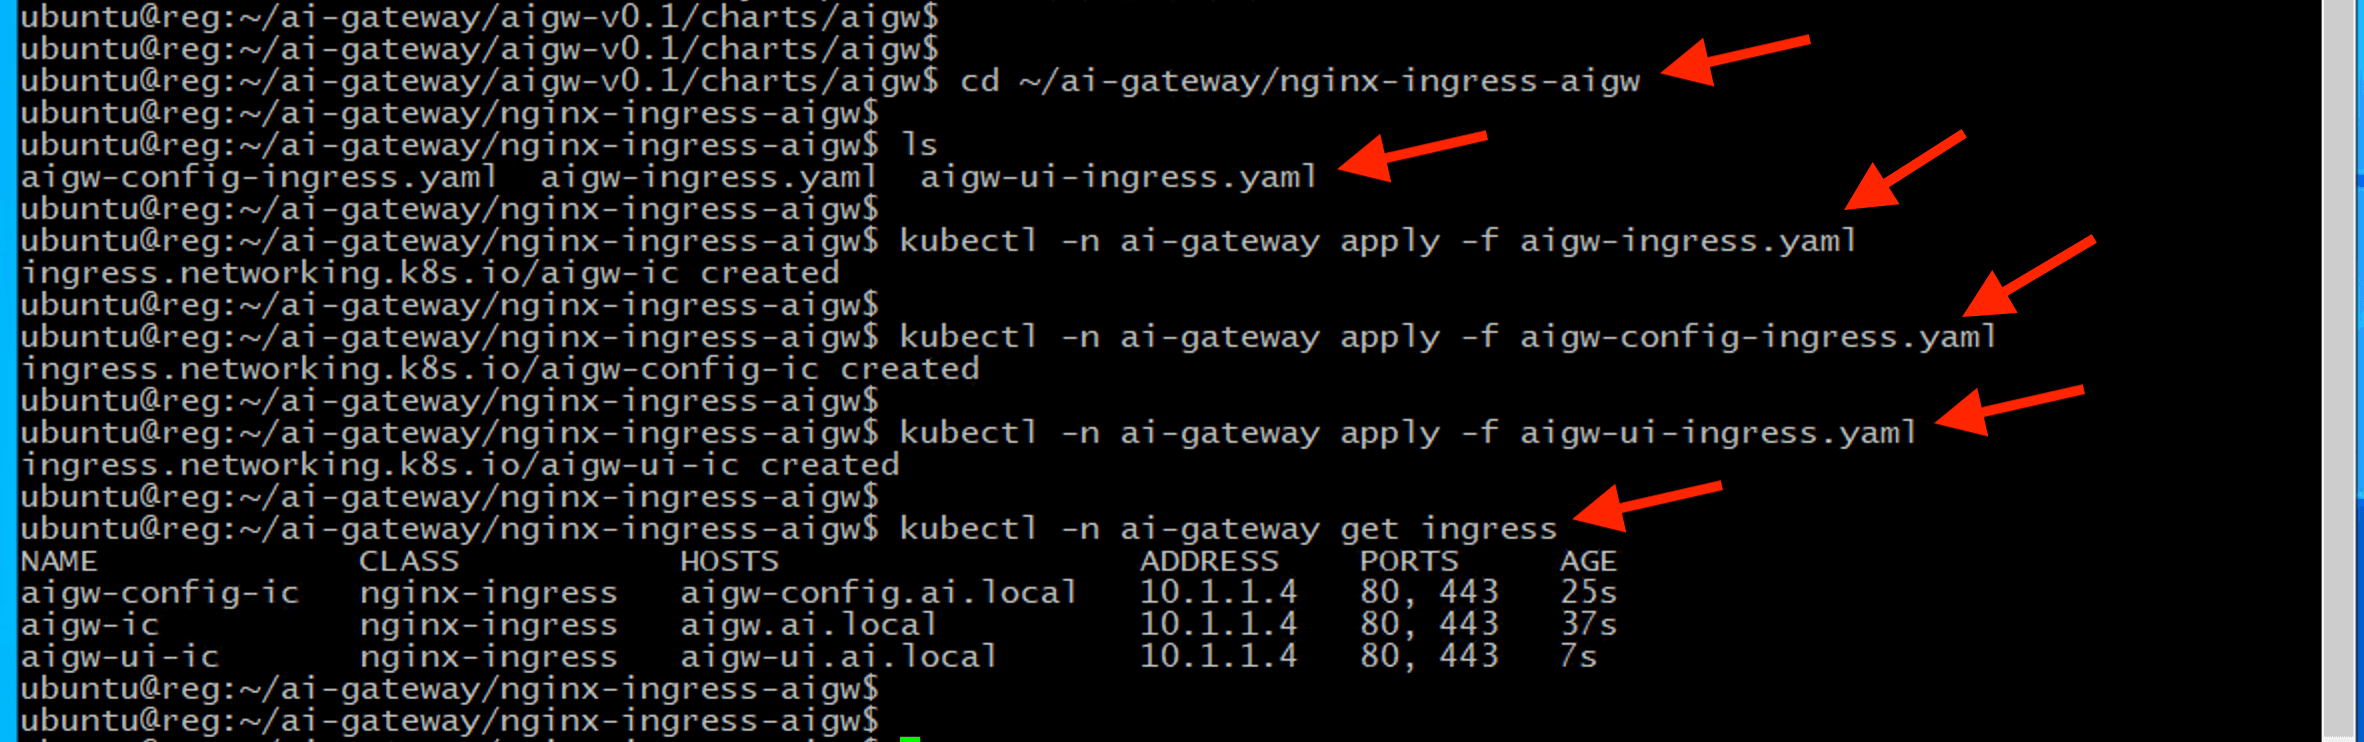 ubuntu@reg:~/ai-gateway/aigw-v0.1/charts/aigw$
ubuntu@reg:~/ai-gateway/aigw-v0.1/charts/aigw$
ubuntu@reg:~/ai-gateway/aigw-v0.1/charts/aigw$ cd ~/ai-gateway/nginx-ingress-aigw
ubuntu@reg:~/ai-gateway/nginx-ingress-aigw$
ubuntu@reg:~/ai-gateway/nginx-ingress-aigw$ ls
aigw-config-ingress.yaml  aigw-ingress.yaml  aigw-ui-ingress.yaml
ubuntu@reg:~/ai-gateway/nginx-ingress-aigw$
ubuntu@reg:~/ai-gateway/nginx-ingress-aigw$ kubectl -n ai-gateway apply -f aigw-ingress.yaml
ingress.networking.k8s.io/aigw-ic created
ubuntu@reg:~/ai-gateway/nginx-ingress-aigw$
ubuntu@reg:~/ai-gateway/nginx-ingress-aigw$ kubectl -n ai-gateway apply -f aigw-config-ingress.yaml
ingress.networking.k8s.io/aigw-config-ic created
ubuntu@reg:~/ai-gateway/nginx-ingress-aigw$
ubuntu@reg:~/ai-gateway/nginx-ingress-aigw$ kubectl -n ai-gateway apply -f aigw-ui-ingress.yaml
ingress.networking.k8s.io/aigw-ui-ic created
ubuntu@reg:~/ai-gateway/nginx-ingress-aigw$
ubuntu@reg:~/ai-gateway/nginx-ingress-aigw$ kubectl -n ai-gateway get ingress
NAME             CLASS           HOSTS                  ADDRESS    PORTS     AGE
aigw-config-ic   nginx-ingress   aigw-config.ai.local   10.1.1.4   80, 443   25s
aigw-ic          nginx-ingress   aigw.ai.local          10.1.1.4   80, 443   37s
aigw-ui-ic       nginx-ingress   aigw-ui.ai.local       10.1.1.4   80, 443   7s
ubuntu@reg:~/ai-gateway/nginx-ingress-aigw$
ubuntu@reg:~/ai-gateway/nginx-ingress-aigw$